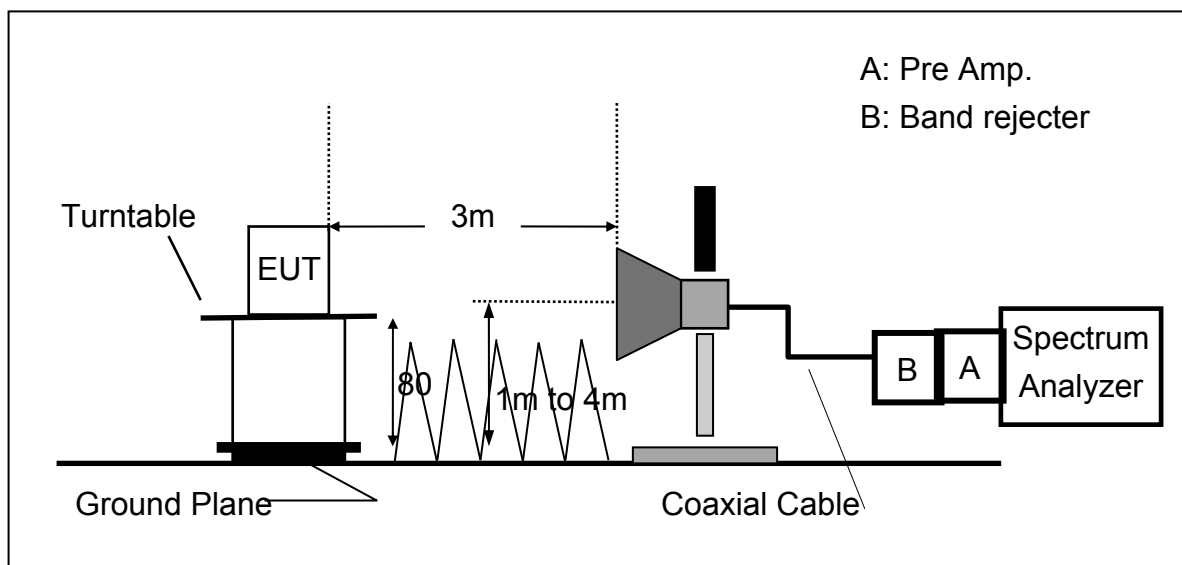 A: Pre Amp.
B: Band rejecter
Turntable
3m
EUT
80
1m to 4m
B
A
Spectrum
Analyzer
Ground Plane
Coaxial Cable